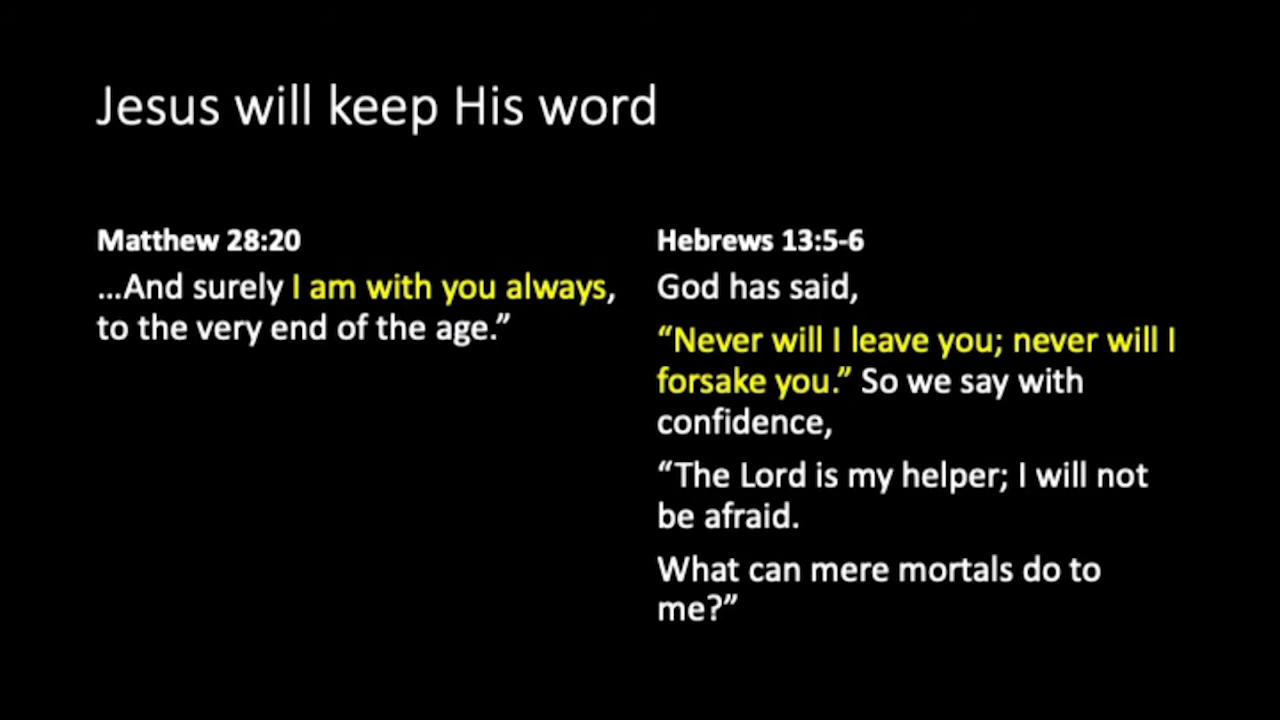 Jesus will keep His word
Matthew 28:20
…And surely I am with you always,
to the very end of the age.”
Hebrews 13:5-6
God has said,
“Never will I leave you; never will I
forsake you.” So we say with
confidence,
“The Lord is my helper; I will not
be afraid.
What can mere mortals do to
me?”